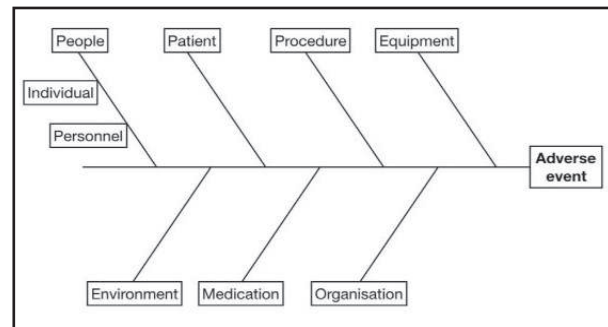 People
Patient
Procedure
Equipment
Individual
Personnel
Adverse
event
Environment
Medication
Organisation